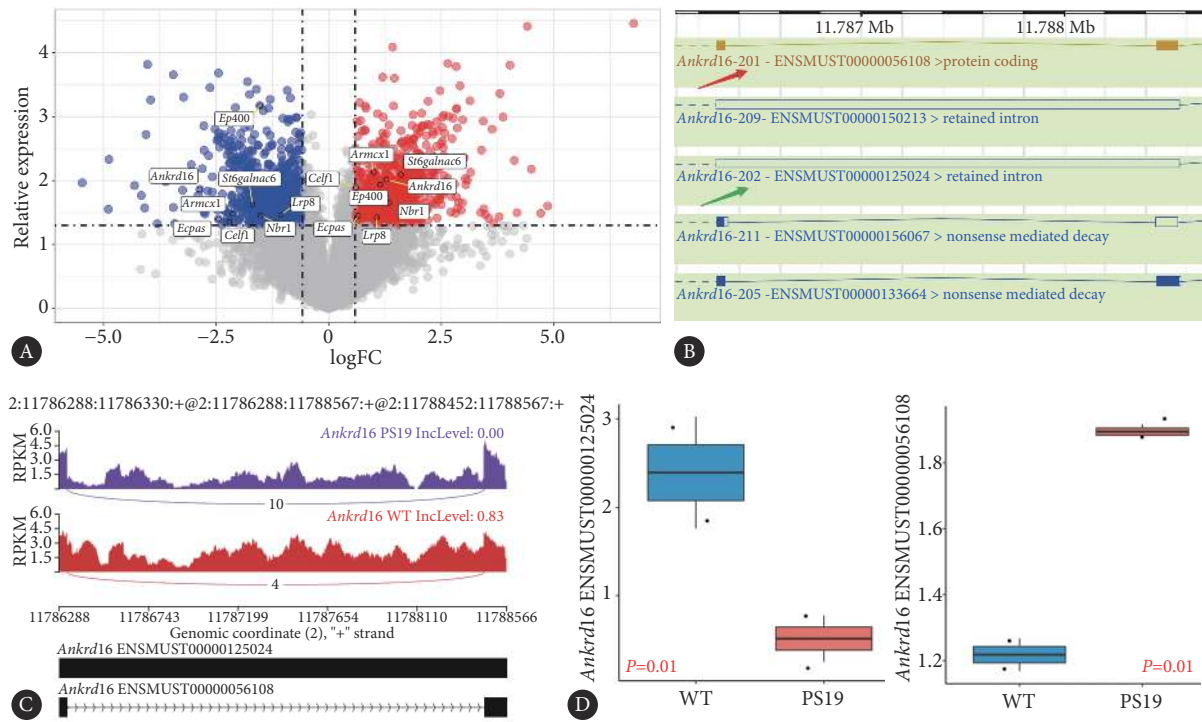 4
3
2
1
0
Relative expression
−5.0
−2.5
0
2.5
5.0
logFC
Ep400
Ankrd16
St6galnac6
Armcx1
Ecpas
Celf1
Nbr1
Lrp8
Celf1
Armcx1
St6galnac6
Ankrd16
Ep400
Nbr1
Ecpas
Lrp8
A
11.787 Mb
11.788 Mb
Ankrd16-201 - ENSMUST00000056108 >protein coding
Ankrd16-209- ENSMUST00000150213 > retained intron
Ankrd16-202 - ENSMUST00000125024 > retained intron
Ankrd16-211 - ENSMUST00000156067 > nonsense mediated decay
Ankrd16-205 -ENSMUST00000133664 > nonsense mediated decay
B
2:11786288:11786330:+@2:11786288:11788567:+@2:11788452:11788567:+
RPKM
6.0
4.5
3.0
1.5
Ankrd16 PS19 IncLevel: 0.00
10
RPKM
6.0
4.5
3.0
1.5
Ankrd16 WT IncLevel: 0.83
4
11786288
11786743
11787199
11787654
11788110
11788566
Genomic coordinate (2), "+" strand
Ankrd16 ENSMUST00000125024
Ankrd16 ENSMUST00000056108
C
Ankrd16 ENSMUST00000125024
3
2
1
P=0.01
WT
PS19
D
Ankrd16 ENSMUST00000056108
1.8
1.6
1.4
1.2
P=0.01
WT
PS19